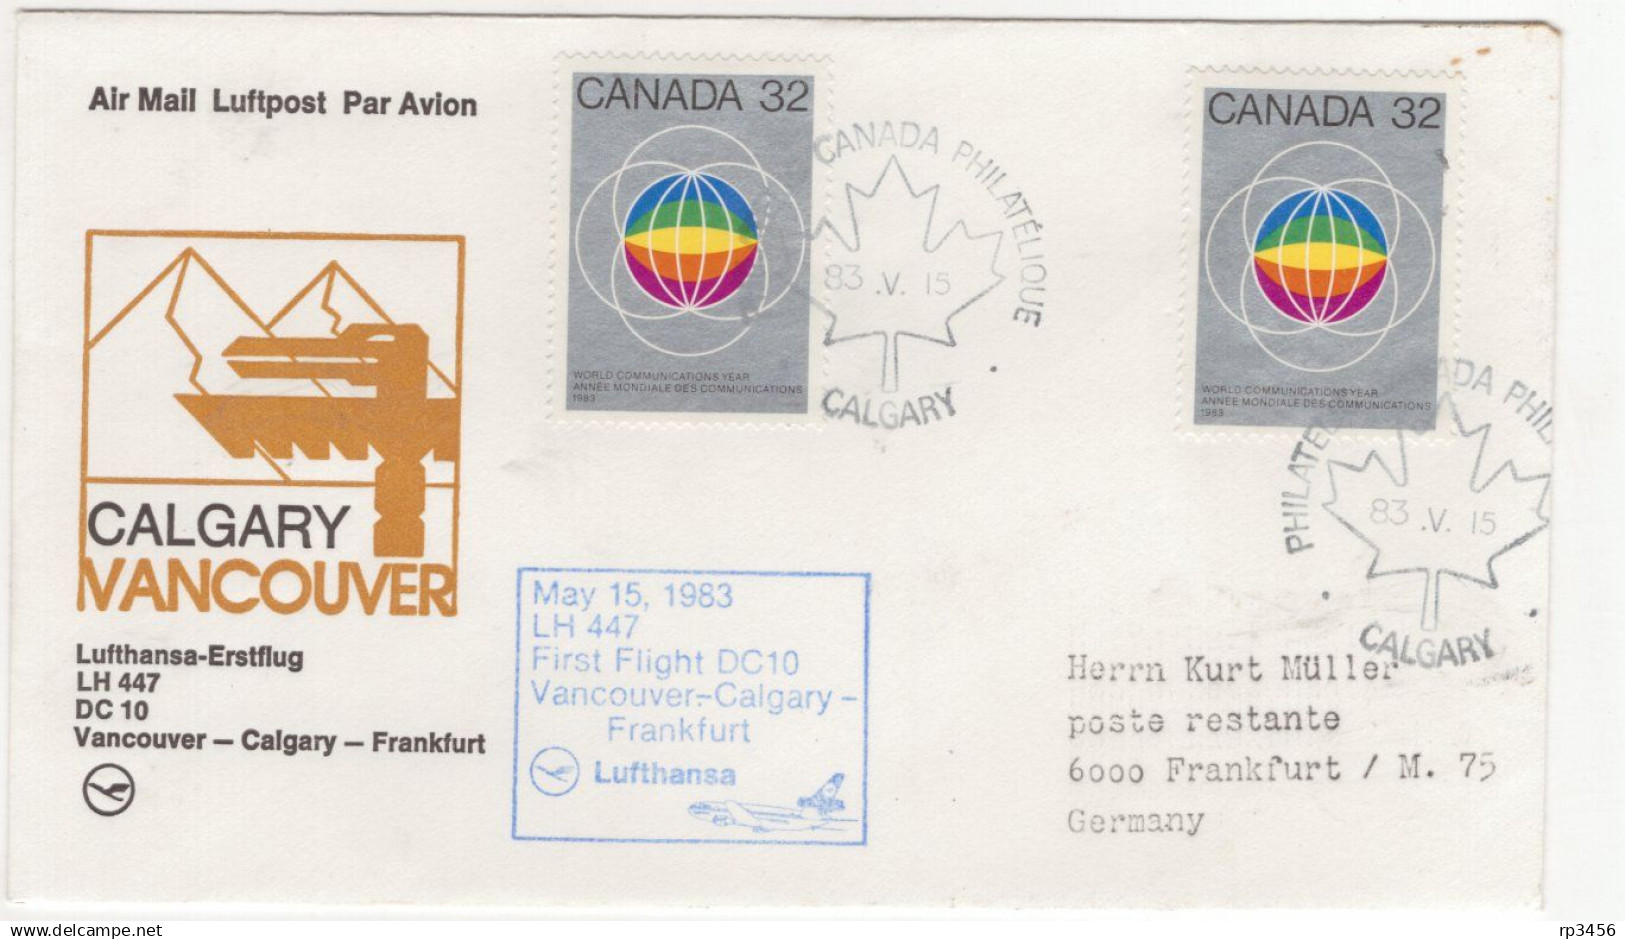 Air Mail Luftpost Par Avion
CANADA 32
WORLD COMMUNICATIONS YEAR
ANNÉE MONDIALE DES COMMUNICATIONS
1983
CANADA PHILATÉLIQUE
83 .V. 15
CALGARY
CANADA 32
WORLD COMMUNICATIONS YEAR
ANNÉE MONDIALE DES COMMUNICATIONS
1983
PHILATEL
ADA PHIL
83 .V. 15
CALGARY
CALGARY
VANCOUVER
Lufthansa-Erstflug
LH 447
DC 10
Vancouver – Calgary – Frankfurt
May 15, 1983
LH 447
First Flight DC10
Vancouver-Calgary –
Frankfurt
Lufthansa
Herrn Kurt Müller
poste restante
6000 Frankfurt / M. 75
Germany
www.delcampe.net
rp3456